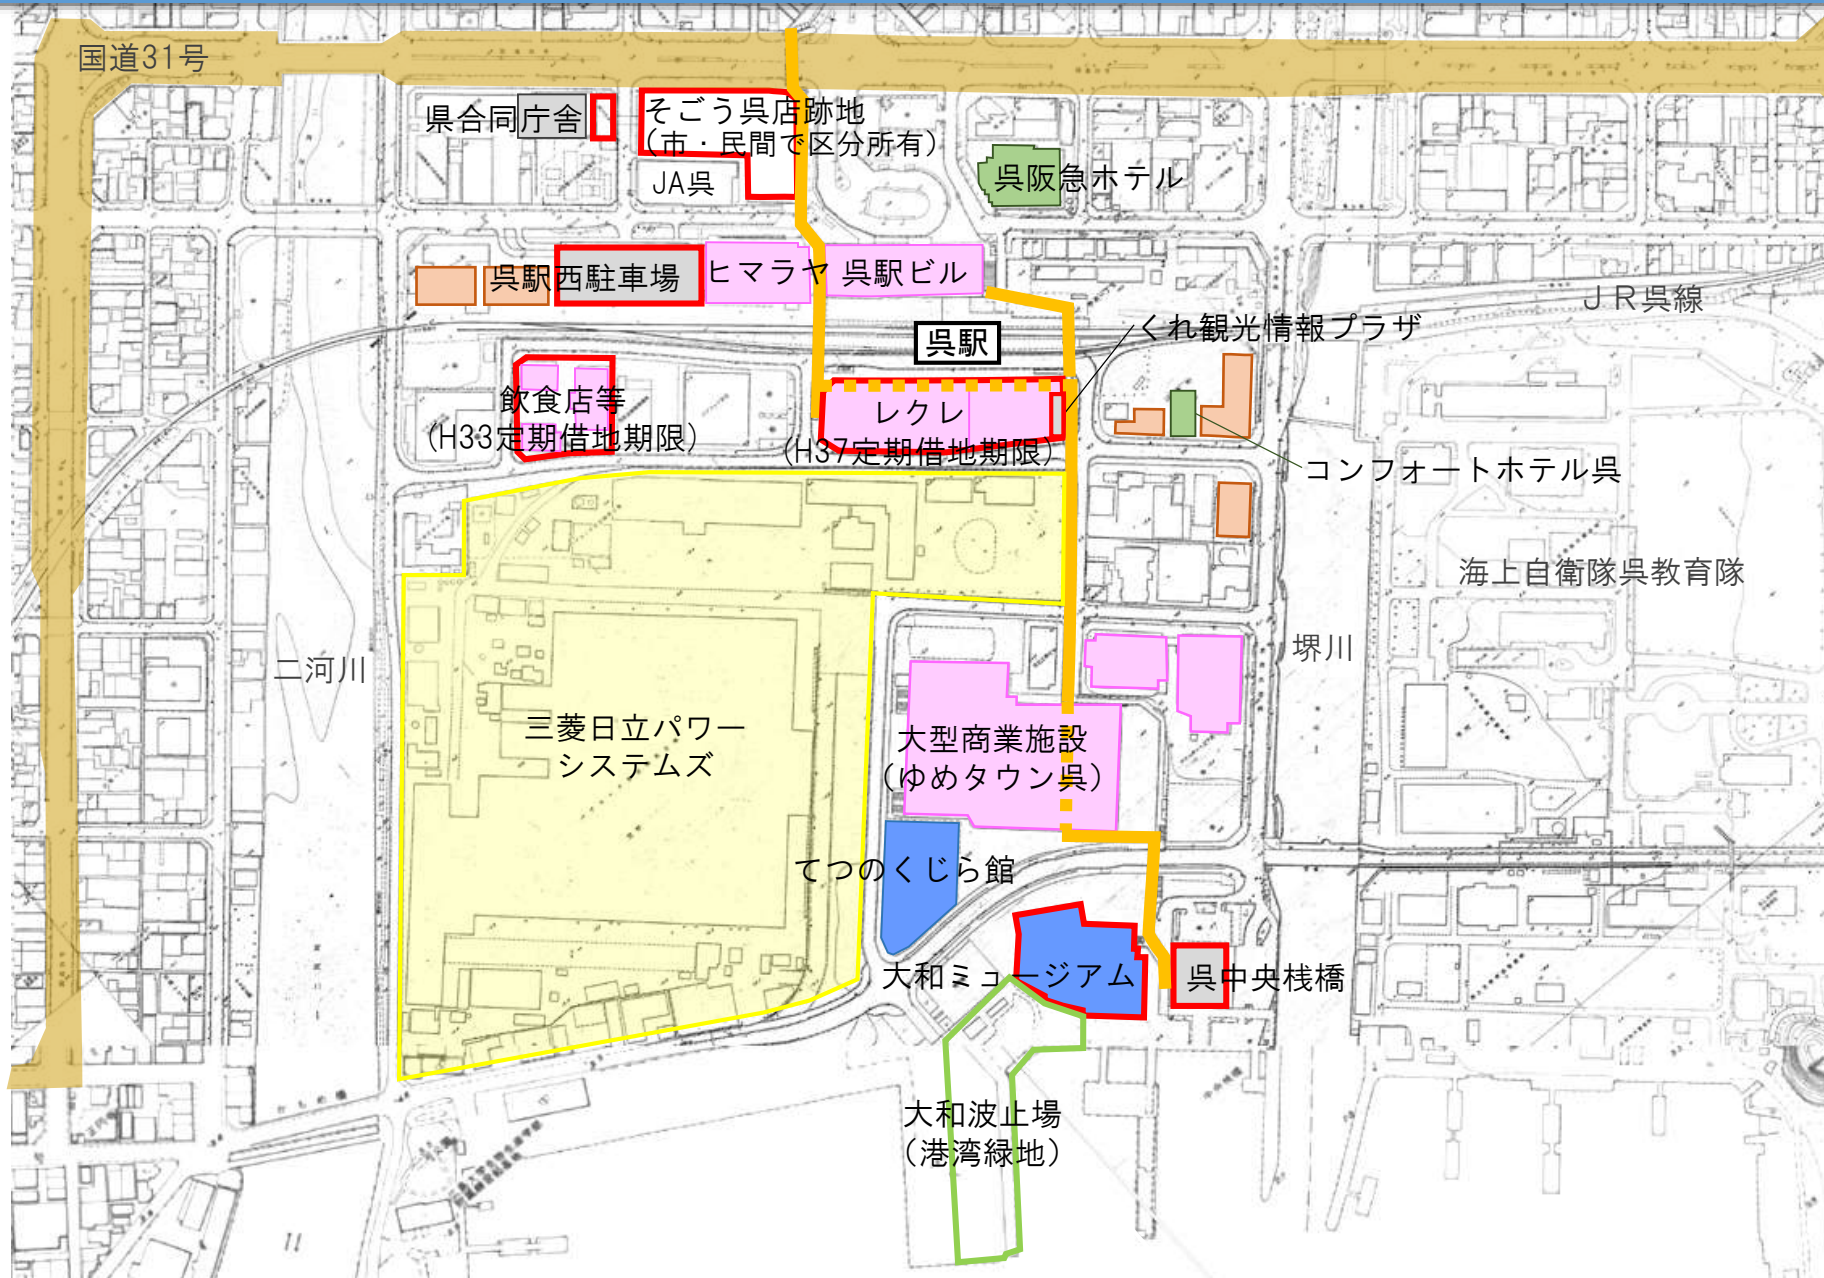 国道31号
県合同庁舎
そごう呉店跡地
(市・民間で区分所有)
JA呉
呉阪急ホテル
呉駅西駐車場
ヒマラヤ
呉駅ビル
JR呉線
呉駅
くれ観光情報プラザ
飲食店等
(H33定期借地期限)
レクレ
(H37定期借地期限)
コンフォートホテル呉
海上自衛隊呉教育隊
二河川
堺川
三菱日立パワー
システムズ
大型商業施設
(ゆめタウン呉)
てつのくじら館
大和ミュージアム
呉中央桟橋
大和波止場
(港湾緑地)